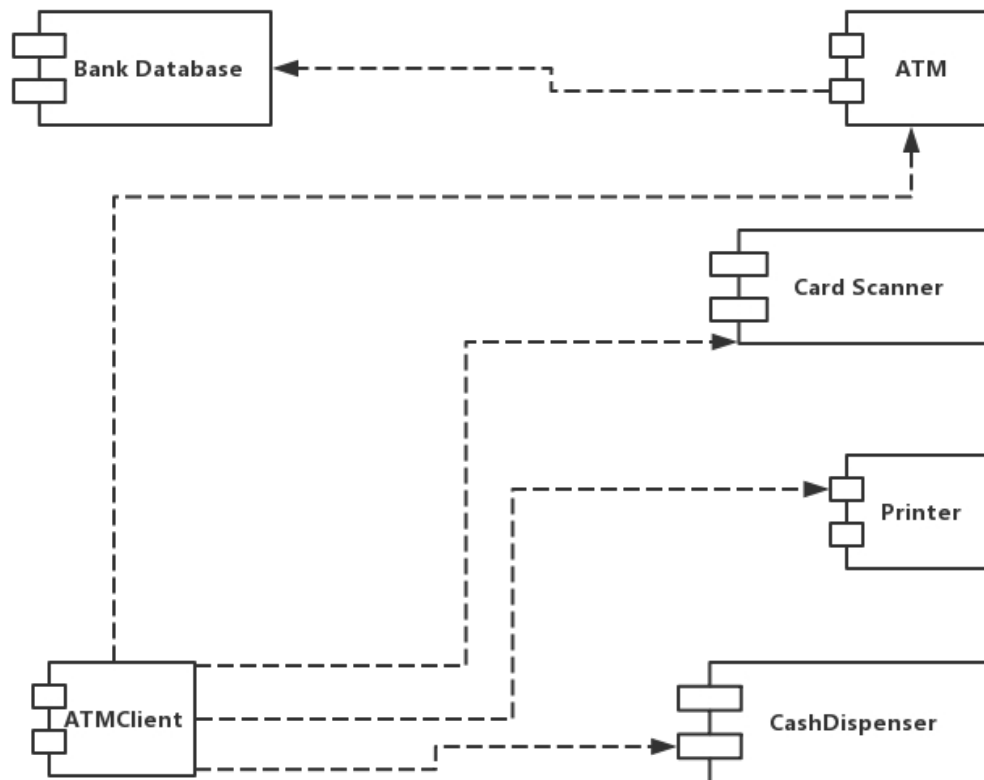 Bank Database
ATM
Card Scanner
Printer
ATMClient
CashDispenser